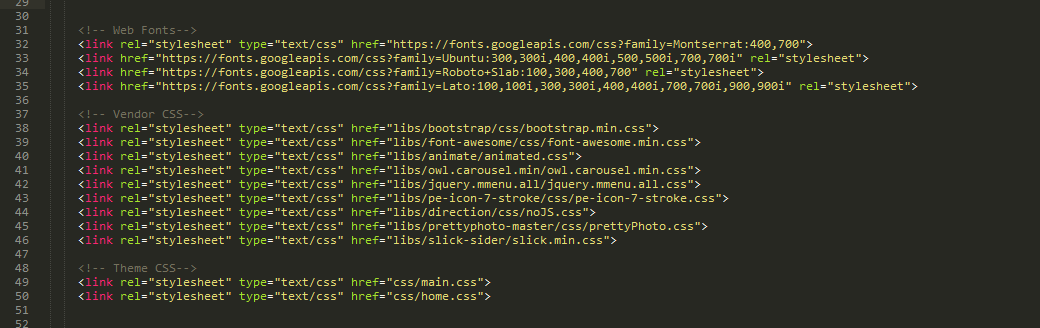 29
30
31 <!-- Web Fonts-->
32 <link rel="stylesheet" type="text/css" href="https://fonts.googleapis.com/css?family=Montserrat:400,700">
33 <link href="https://fonts.googleapis.com/css?family=Ubuntu:300,300i,400,400i,500,500i,700,700i" rel="stylesheet">
34 <link href="https://fonts.googleapis.com/css?family=Roboto+Slab:100,300,400,700" rel="stylesheet">
35 <link href="https://fonts.googleapis.com/css?family=Lato:100,100i,300,300i,400,400i,700,700i,900,900i" rel="stylesheet">
36
37 <!-- Vendor CSS-->
38 <link rel="stylesheet" type="text/css" href="libs/bootstrap/css/bootstrap.min.css">
39 <link rel="stylesheet" type="text/css" href="libs/font-awesome/css/font-awesome.min.css">
40 <link rel="stylesheet" type="text/css" href="libs/animate/animated.css">
41 <link rel="stylesheet" type="text/css" href="libs/owl.carousel.min/owl.carousel.min.css">
42 <link rel="stylesheet" type="text/css" href="libs/jquery.mmenu.all/jquery.mmenu.all.css">
43 <link rel="stylesheet" type="text/css" href="libs/pe-icon-7-stroke/css/pe-icon-7-stroke.css">
44 <link rel="stylesheet" type="text/css" href="libs/direction/css/noJS.css">
45 <link rel="stylesheet" type="text/css" href="libs/prettyphoto-master/css/prettyPhoto.css">
46 <link rel="stylesheet" type="text/css" href="libs/slick-sider/slick.min.css">
47
48 <!-- Theme CSS-->
49 <link rel="stylesheet" type="text/css" href="css/main.css">
50 <link rel="stylesheet" type="text/css" href="css/home.css">
51
52